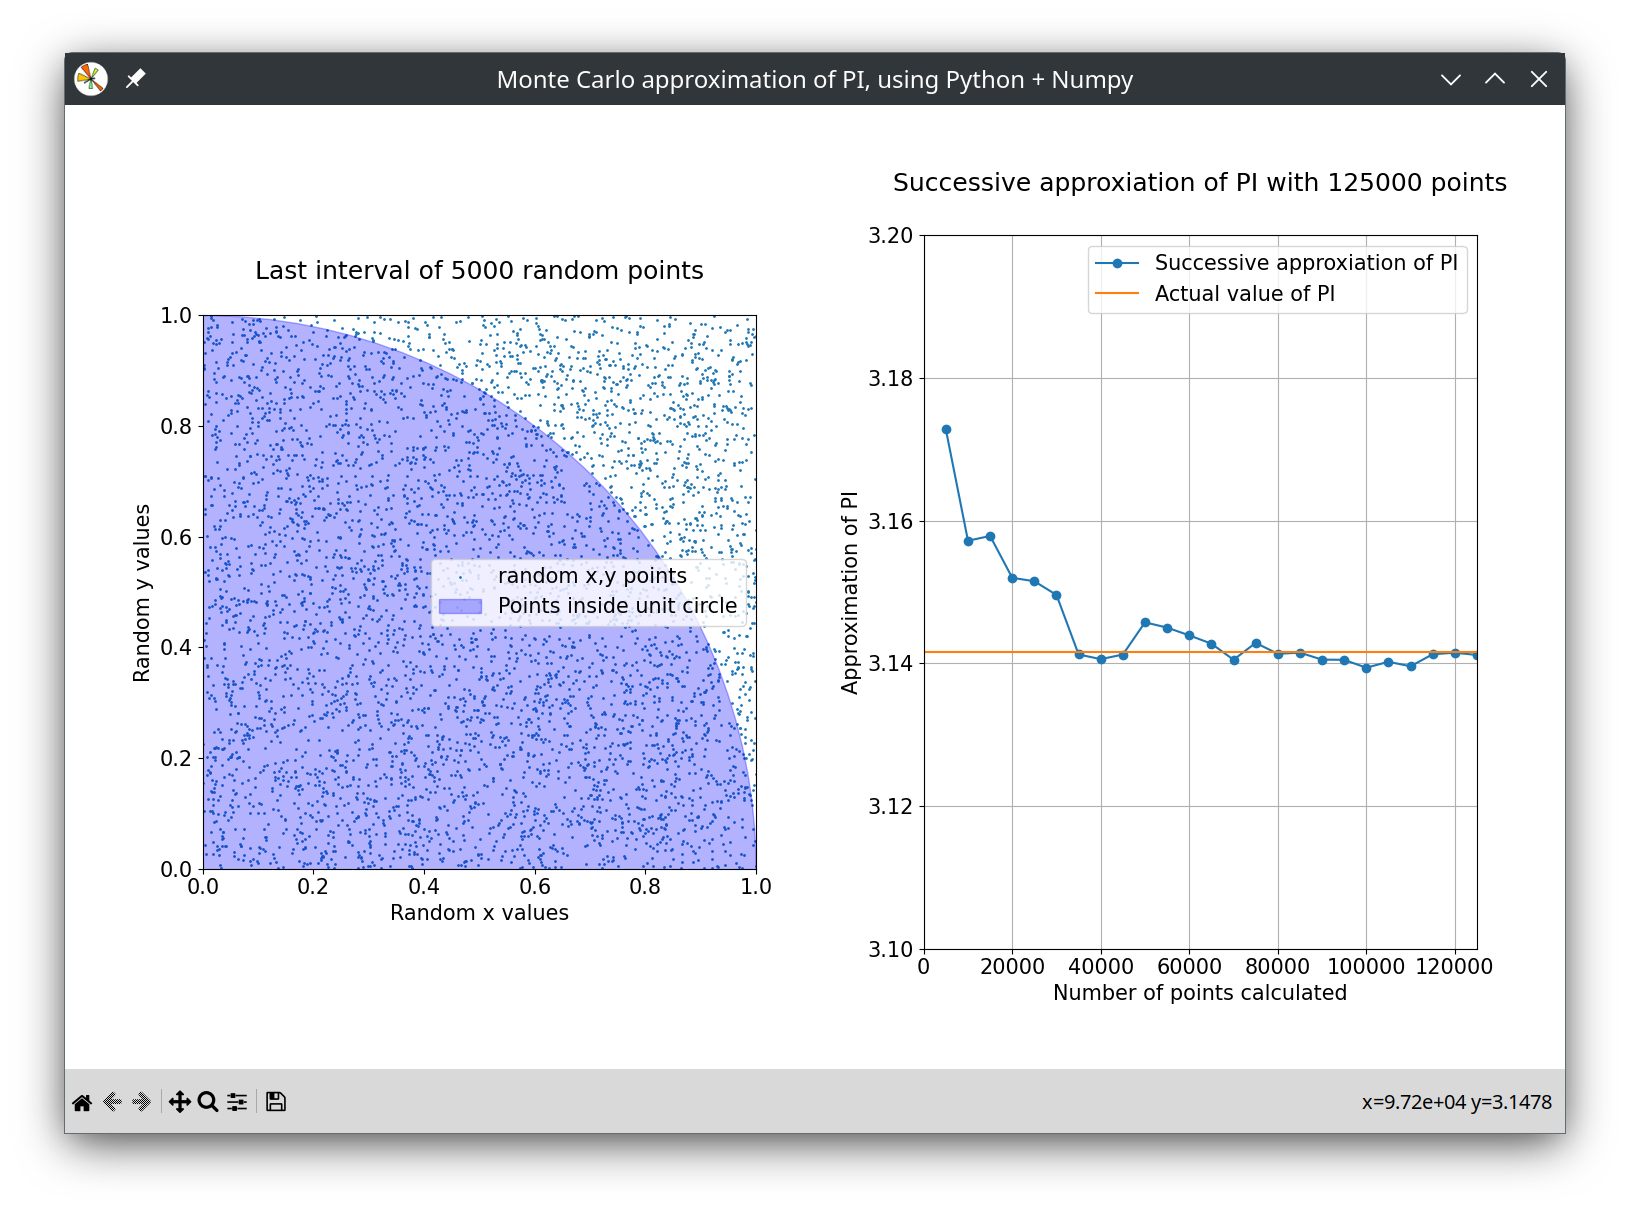 Monte Carlo approximation of PI, using Python + Numpy
Last interval of 5000 random points
1.0
0.8
0.6
0.4
0.2
0.0
Random y values
random x,y points
Points inside unit circle
0.0 0.2 0.4 0.6 0.8 1.0
Random x values
Successive approxiation of PI with 125000 points
3.20
3.18
3.16
3.14
3.12
3.10
Approximation of PI
Successive approxiation of PI
Actual value of PI
0 20000 40000 60000 80000 100000 120000
Number of points calculated
x=9.72e+04 y=3.1478